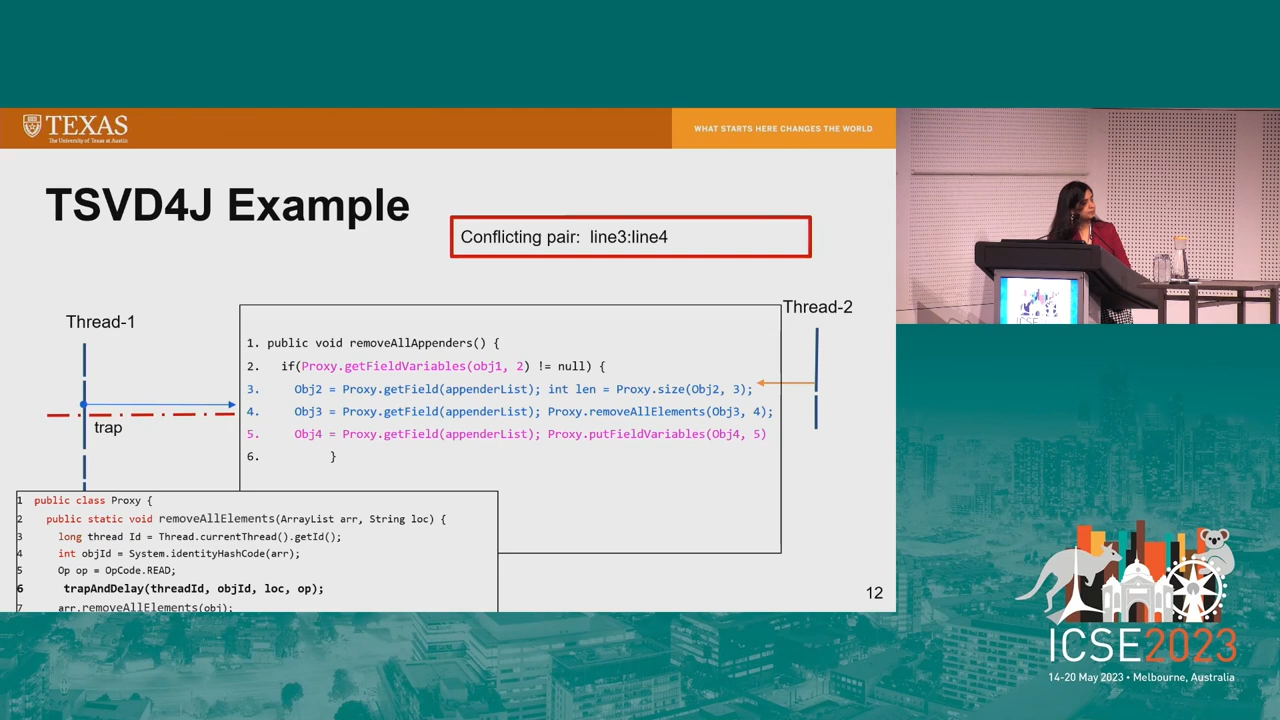 TEXAS
The University of Texas at Austin
WHAT STARTS HERE CHANGES THE WORLD
TSVD4J Example
Conflicting pair: line3:line4
Thread-1
Thread-2
trap
1. public void removeAllAppenders() {
2. if(Proxy.getFieldVariables(obj1, 2) != null) {
3. Obj2 = Proxy.getField(appenderList); int len = Proxy.size(Obj2, 3);
4. Obj3 = Proxy.getField(appenderList); Proxy.removeAllElements(Obj3, 4);
5. Obj4 = Proxy.getField(appenderList); Proxy.putFieldVariables(Obj4, 5)
6. }
1 public class Proxy {
2 public static void removeAllElements(ArrayList arr, String loc) {
3 long thread Id = Thread.currentThread().getId();
4 int objId = System.identityHashCode(arr);
5 Op op = OpCode.READ;
6 trapAndDelay(threadId, objId, loc, op);
7 arr.removeAllElements(obj);
12
ICSE
ICSE2023
14-20 May 2023 • Melbourne, Australia